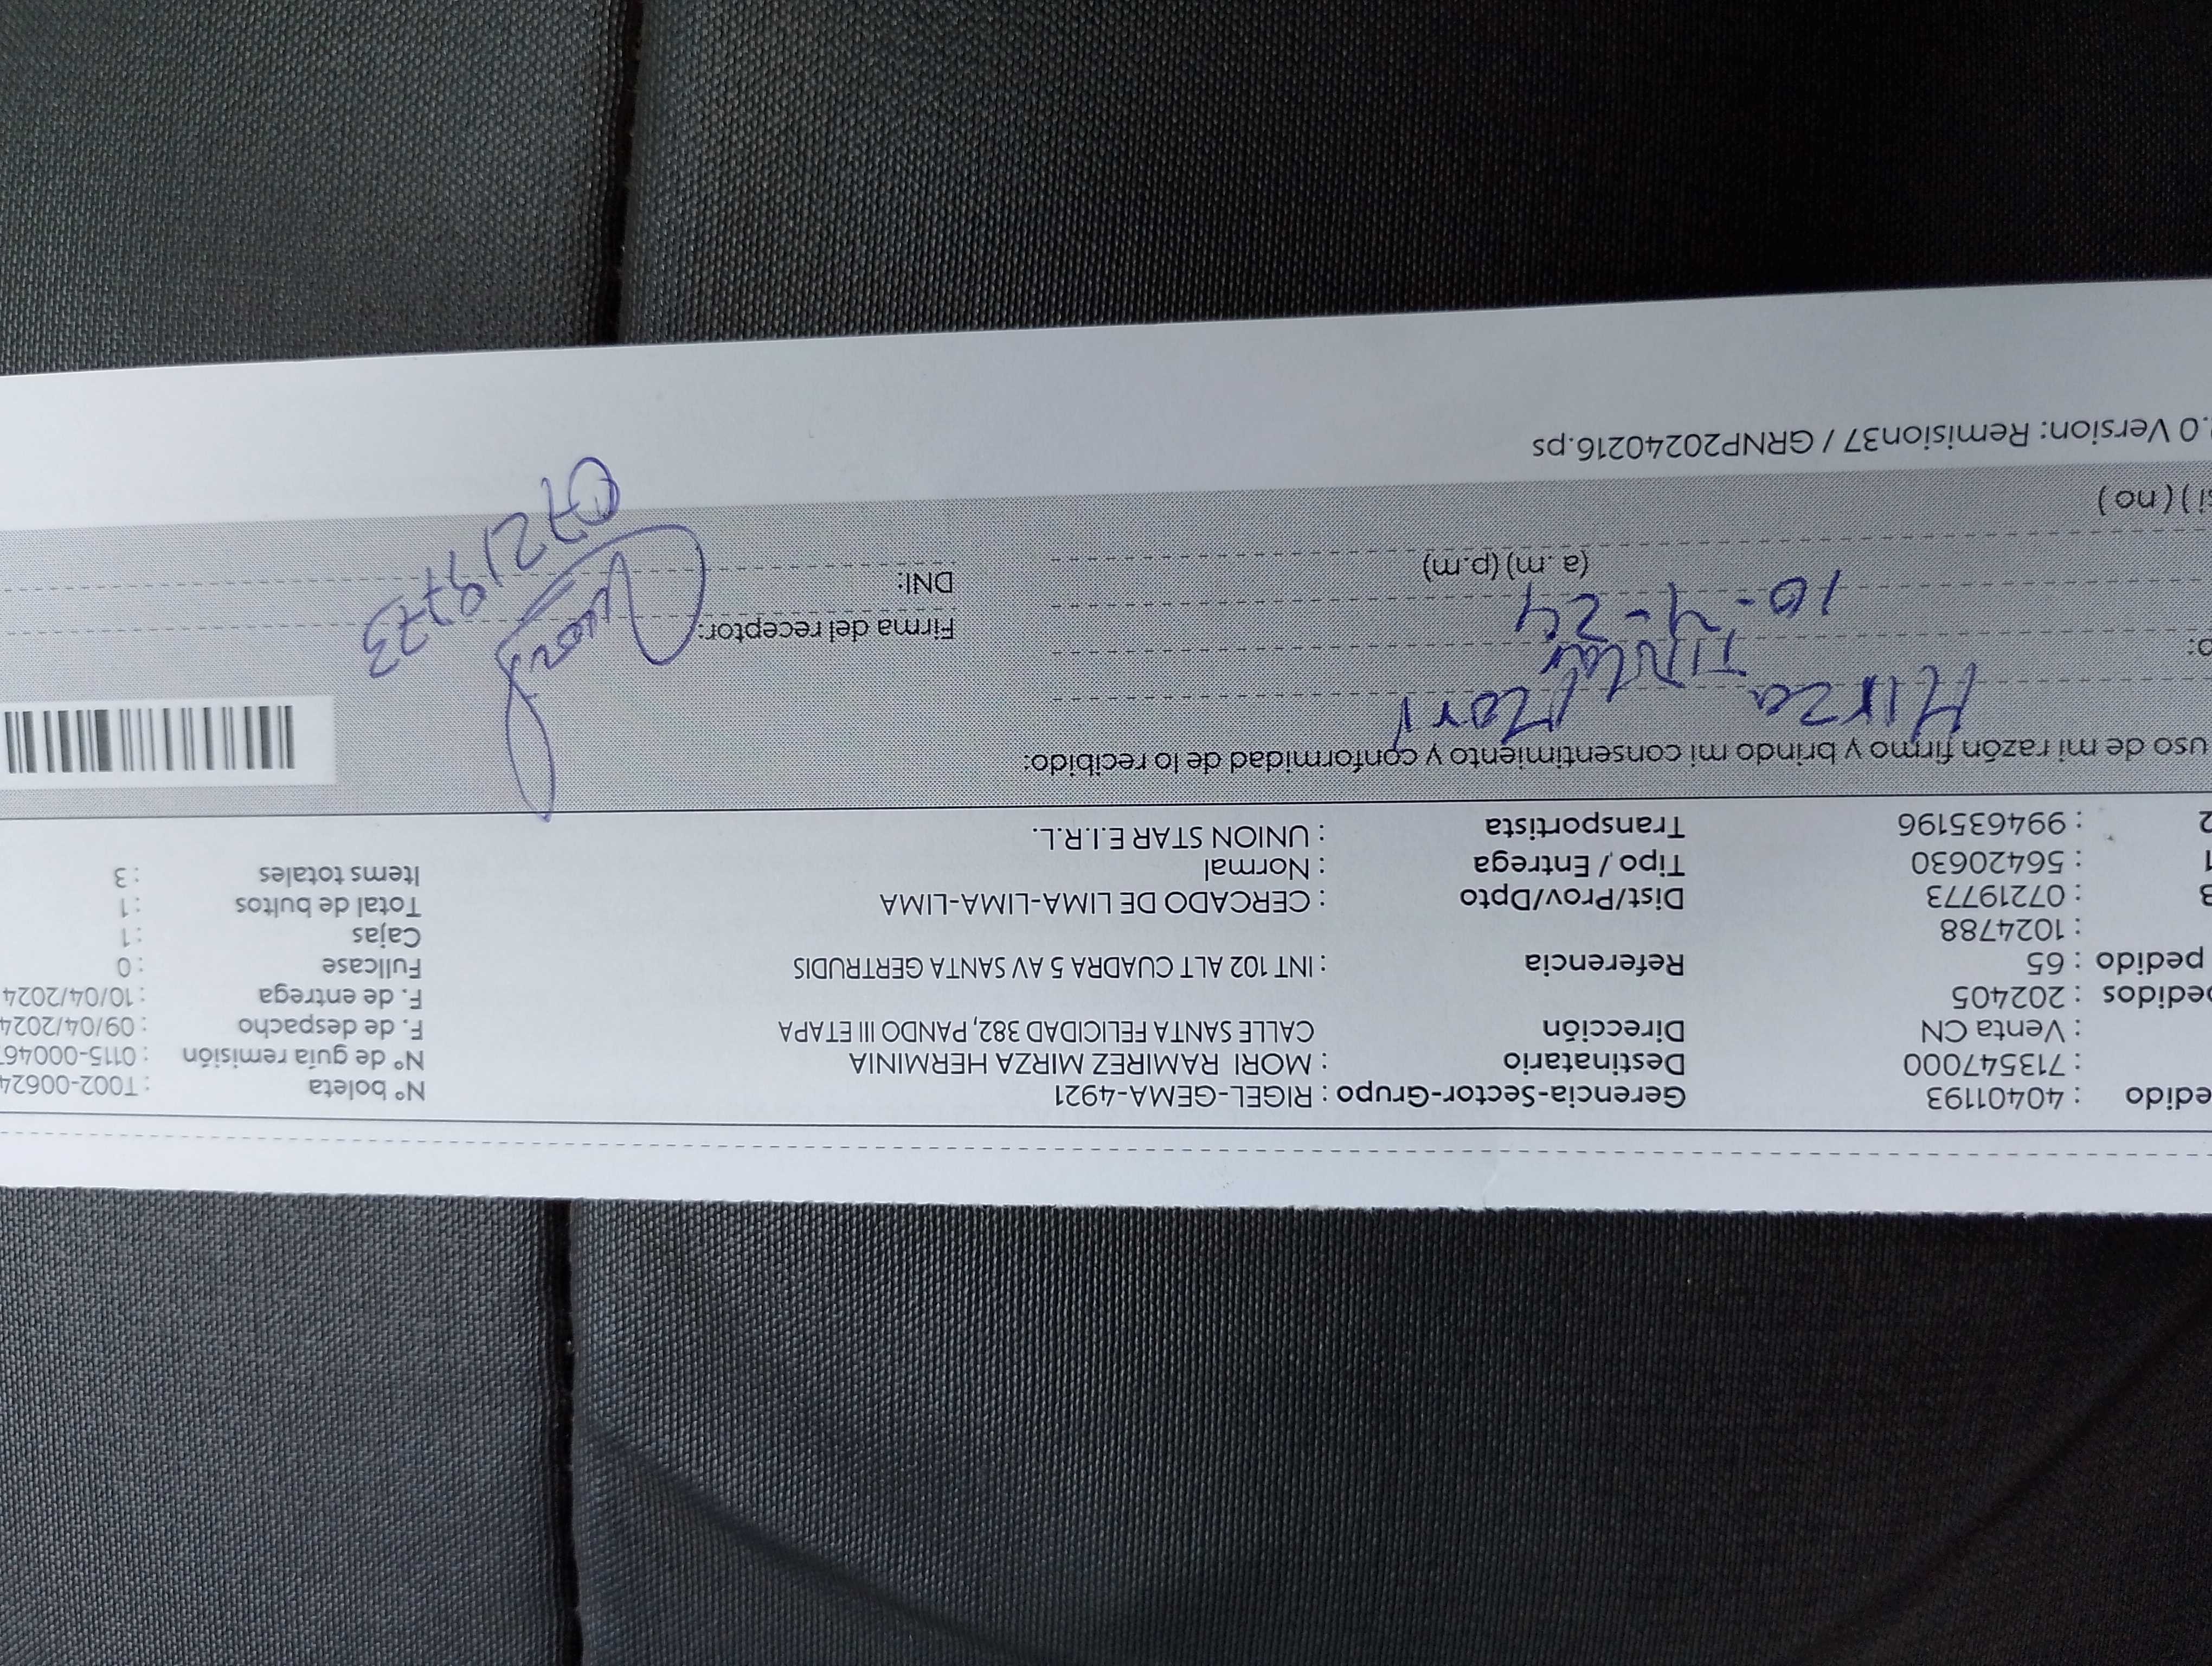 edido : 40401193 Gerencia-Sector-Grupo : RIGEL-GEMA-4921 N° boleta : T002-00624
: 713547000 Destinatario : MORI RAMIREZ MIRZA HERMINIA N° de guía remisión : 0115-000467
: Venta CN Dirección CALLE SANTA FELICIDAD 382, PANDO III ETAPA F. de despacho : 09/04/2024
edidos : 202405 F. de entrega : 10/04/2024
pedido : 65 Referencia : INT 102 ALT CUADRA 5 AV SANTA GERTRUDIS Fullcase : 0
: 1024788 Cajas : 1
3 : 07219773 Dist/Prov/Dpto : CERCADO DE LIMA-LIMA-LIMA Total de bultos : 1
1 : 56420630 Tipo / Entrega : Normal Items totales : 3
2 : 994635196 Transportista : UNION STAR E.I.R.L.
uso de mi razón firmo y brindo mi consentimiento y conformidad de lo recibido:
Mirza Mori
o: Titular Firma del receptor:
10-4-24 DNI: 07219773
(a.m) (p.m)
si ) ( no )
.0 Version: Remision37 / GRNP20240216.ps